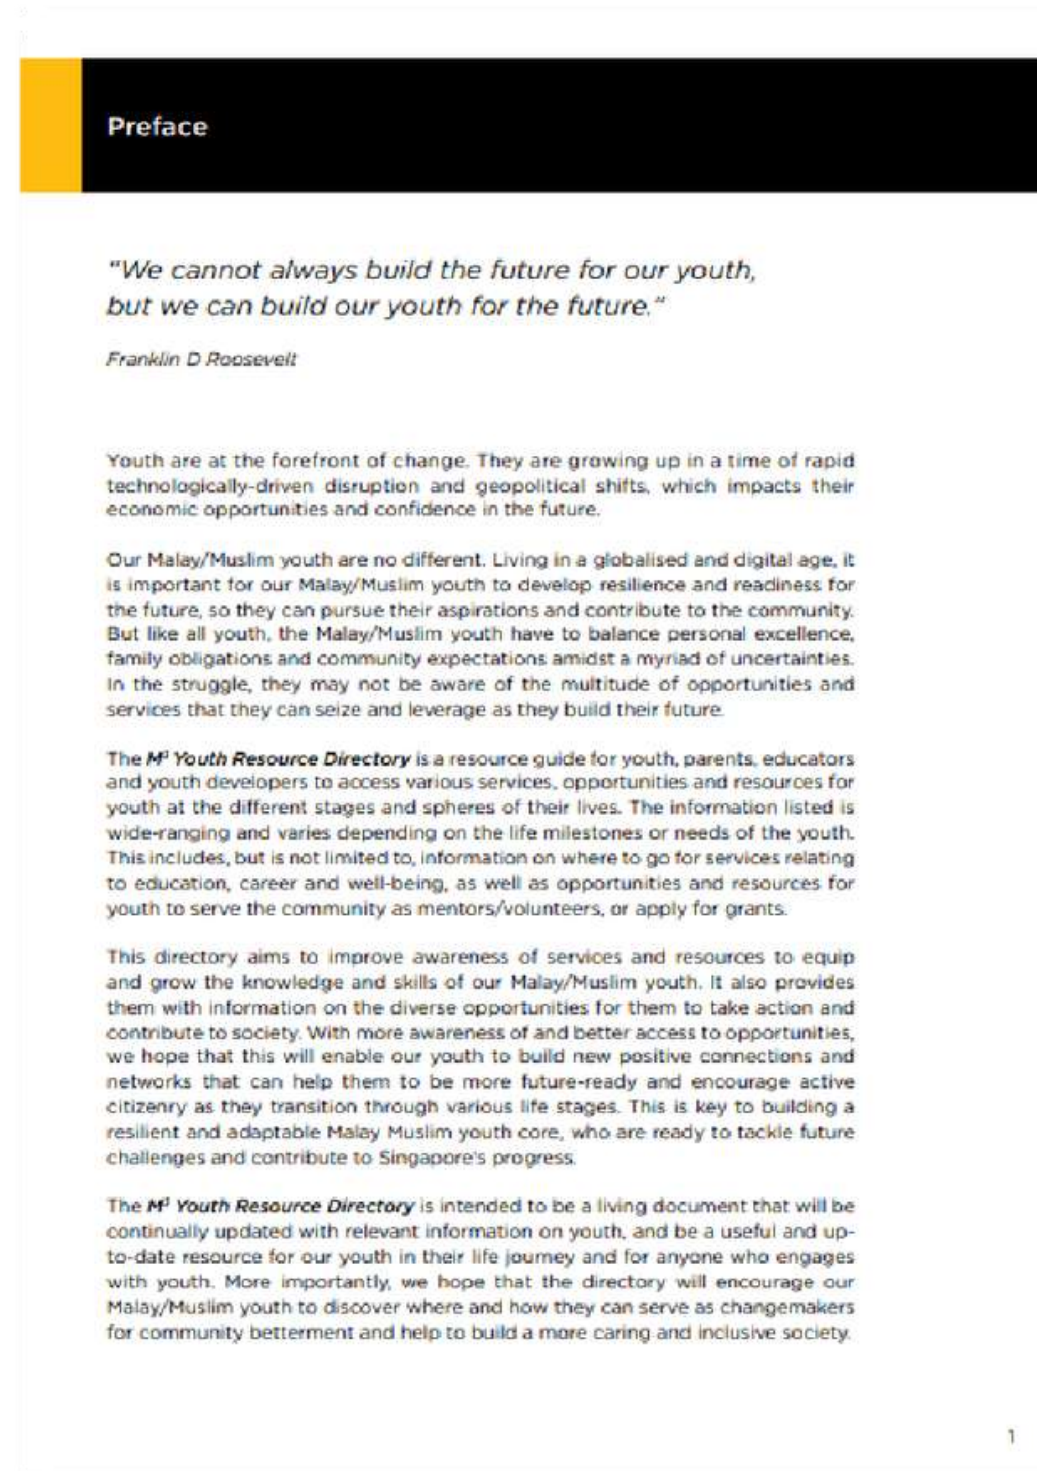 Preface
"We cannot always build the future for our youth,
but we can build our youth for the future."
Franklin D Roosevelt
Youth are at the forefront of change. They are growing up in a time of rapid
technologically-driven disruption and geopolitical shifts, which impacts their
economic opportunities and confidence in the future.
Our Malay/Muslim youth are no different. Living in a globalised and digital age, it
is important for our Malay/Muslim youth to develop resilience and readiness for
the future, so they can pursue their aspirations and contribute to the community.
But like all youth, the Malay/Muslim youth have to balance personal excellence,
family obligations and community expectations amidst a myriad of uncertainties.
In the struggle, they may not be aware of the multitude of opportunities and
services that they can seize and leverage as they build their future.
The M³ Youth Resource Directory is a resource guide for youth, parents, educators
and youth developers to access various services, opportunities and resources for
youth at the different stages and spheres of their lives. The information listed is
wide-ranging and varies depending on the life milestones or needs of the youth.
This includes, but is not limited to, information on where to go for services relating
to education, career and well-being, as well as opportunities and resources for
youth to serve the community as mentors/volunteers, or apply for grants.
This directory aims to improve awareness of services and resources to equip
and grow the knowledge and skills of our Malay/Muslim youth. It also provides
them with information on the diverse opportunities for them to take action and
contribute to society. With more awareness of and better access to opportunities,
we hope that this will enable our youth to build new positive connections and
networks that can help them to be more future-ready and encourage active
citizenry as they transition through various life stages. This is key to building a
resilient and adaptable Malay Muslim youth core, who are ready to tackle future
challenges and contribute to Singapore's progress.
The M³ Youth Resource Directory is intended to be a living document that will be
continually updated with relevant information on youth, and be a useful and up-
to-date resource for our youth in their life journey and for anyone who engages
with youth. More importantly, we hope that the directory will encourage our
Malay/Muslim youth to discover where and how they can serve as changemakers
for community betterment and help to build a more caring and inclusive society.
1